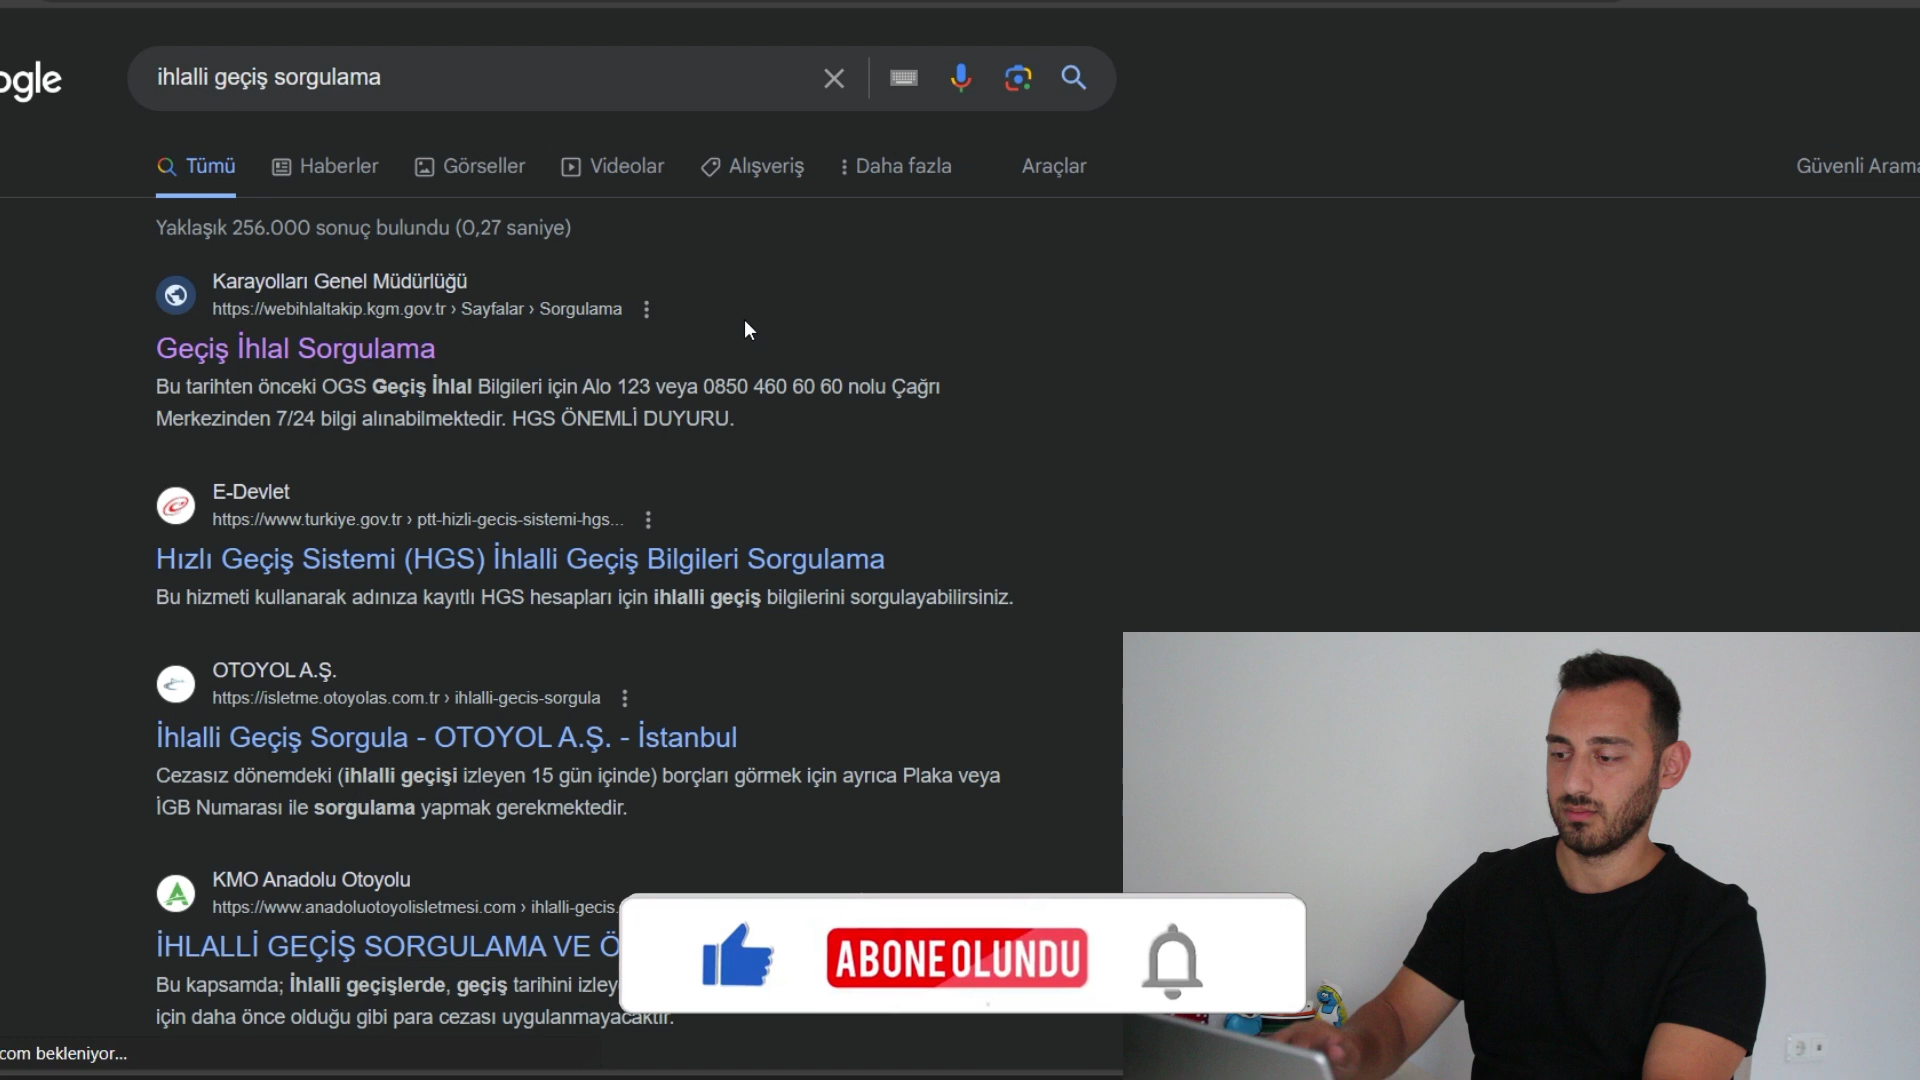 ogle
ihlalli geçiş sorgulama
Tümü Haberler Görseller Videolar Alışveriş Daha fazla Araçlar Güvenli Arama
Yaklaşık 256.000 sonuç bulundu (0,27 saniye)
Karayolları Genel Müdürlüğü
https://webihlaltakip.kgm.gov.tr › Sayfalar › Sorgulama
Geçiş İhlal Sorgulama
Bu tarihten önceki OGS Geçiş İhlal Bilgileri için Alo 123 veya 0850 460 60 60 nolu Çağrı
Merkezinden 7/24 bilgi alınabilmektedir. HGS ÖNEMLİ DUYURU.
E-Devlet
https://www.turkiye.gov.tr › ptt-hizli-gecis-sistemi-hgs...
Hızlı Geçiş Sistemi (HGS) İhlalli Geçiş Bilgileri Sorgulama
Bu hizmeti kullanarak adınıza kayıtlı HGS hesapları için ihlalli geçiş bilgilerini sorgulayabilirsiniz.
OTOYOL A.Ş.
https://isletme.otoyolas.com.tr › ihlalli-gecis-sorgula
İhlalli Geçiş Sorgula - OTOYOL A.Ş. - İstanbul
Cezasız dönemdeki (ihlalli geçişi izleyen 15 gün içinde) borçları görmek için ayrıca Plaka veya
İGB Numarası ile sorgulama yapmak gerekmektedir.
KMO Anadolu Otoyolu
https://www.anadoluotoyolisletmesi.com › ihlalli-gecis.
İHLALLİ GEÇİŞ SORGULAMA VE Ö
Bu kapsamda; İhlalli geçişlerde, geçiş tarihini izley
için daha önce olduğu gibi para cezası uygulanmayacaktır.
ABONE OLUNDU
com bekleniyor...